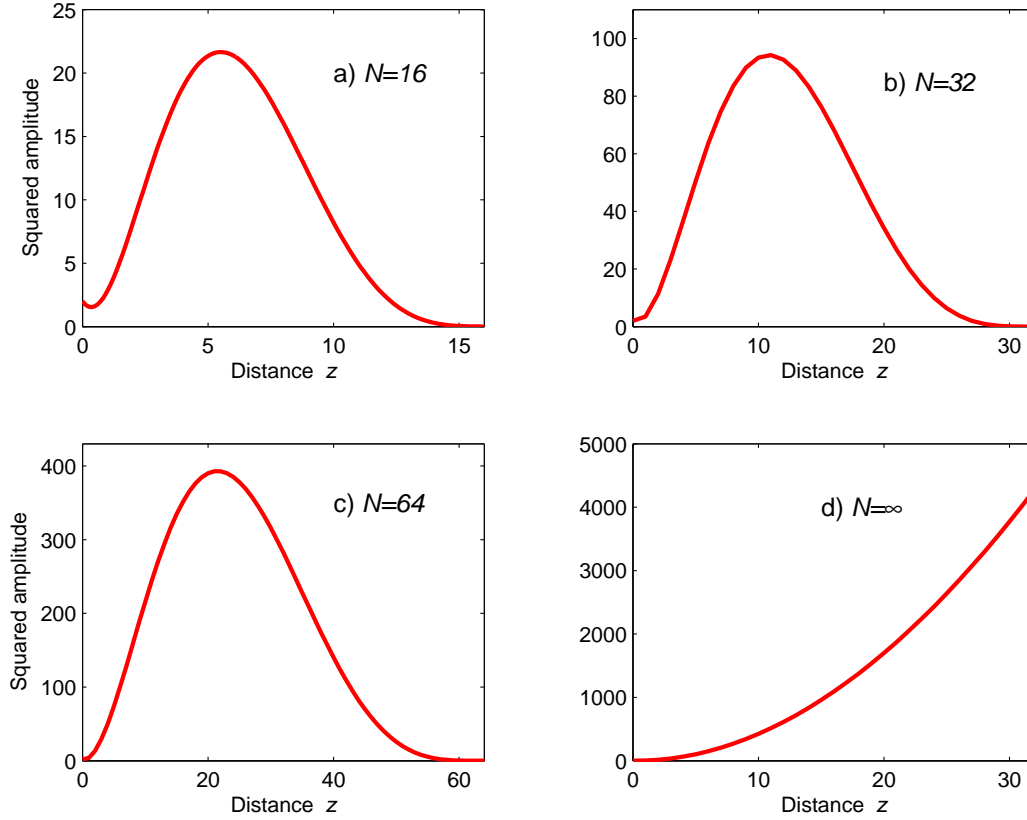 25
20
15
10
5
0
Squared amplitude
a) N=16
0 5 10 15
Distance z
100
80
60
40
20
0
b) N=32
0 10 20 30
Distance z
400
300
200
100
0
Squared amplitude
c) N=64
0 20 40 60
Distance z
5000
4000
3000
2000
1000
0
d) N=∞
0 10 20 30
Distance z